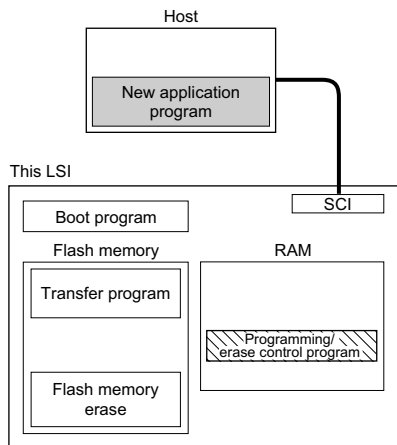 Host
New application
program
This LSI
SCI
Boot program
Flash memory
RAM
Transfer program
Programming/
erase control program
Flash memory
erase